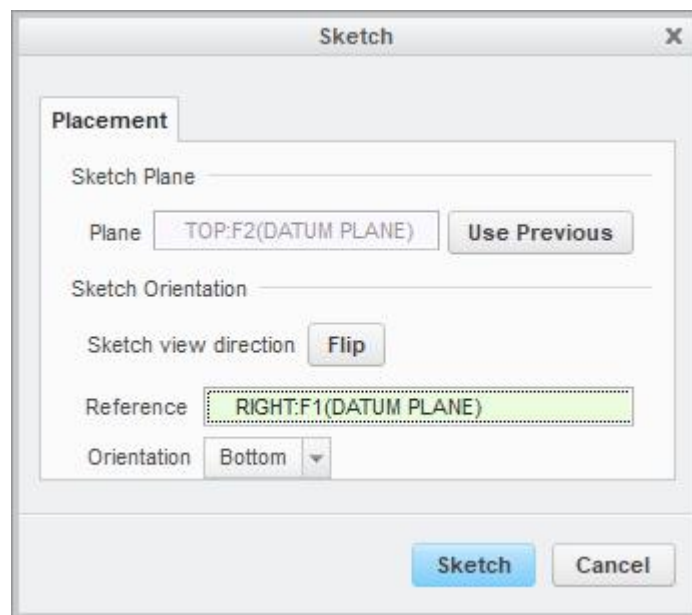 Sketch
Placement
Sketch Plane
Plane TOP:F2(DATUM PLANE) Use Previous
Sketch Orientation
Sketch view direction Flip
Reference RIGHT:F1(DATUM PLANE)
Orientation Bottom
Sketch Cancel